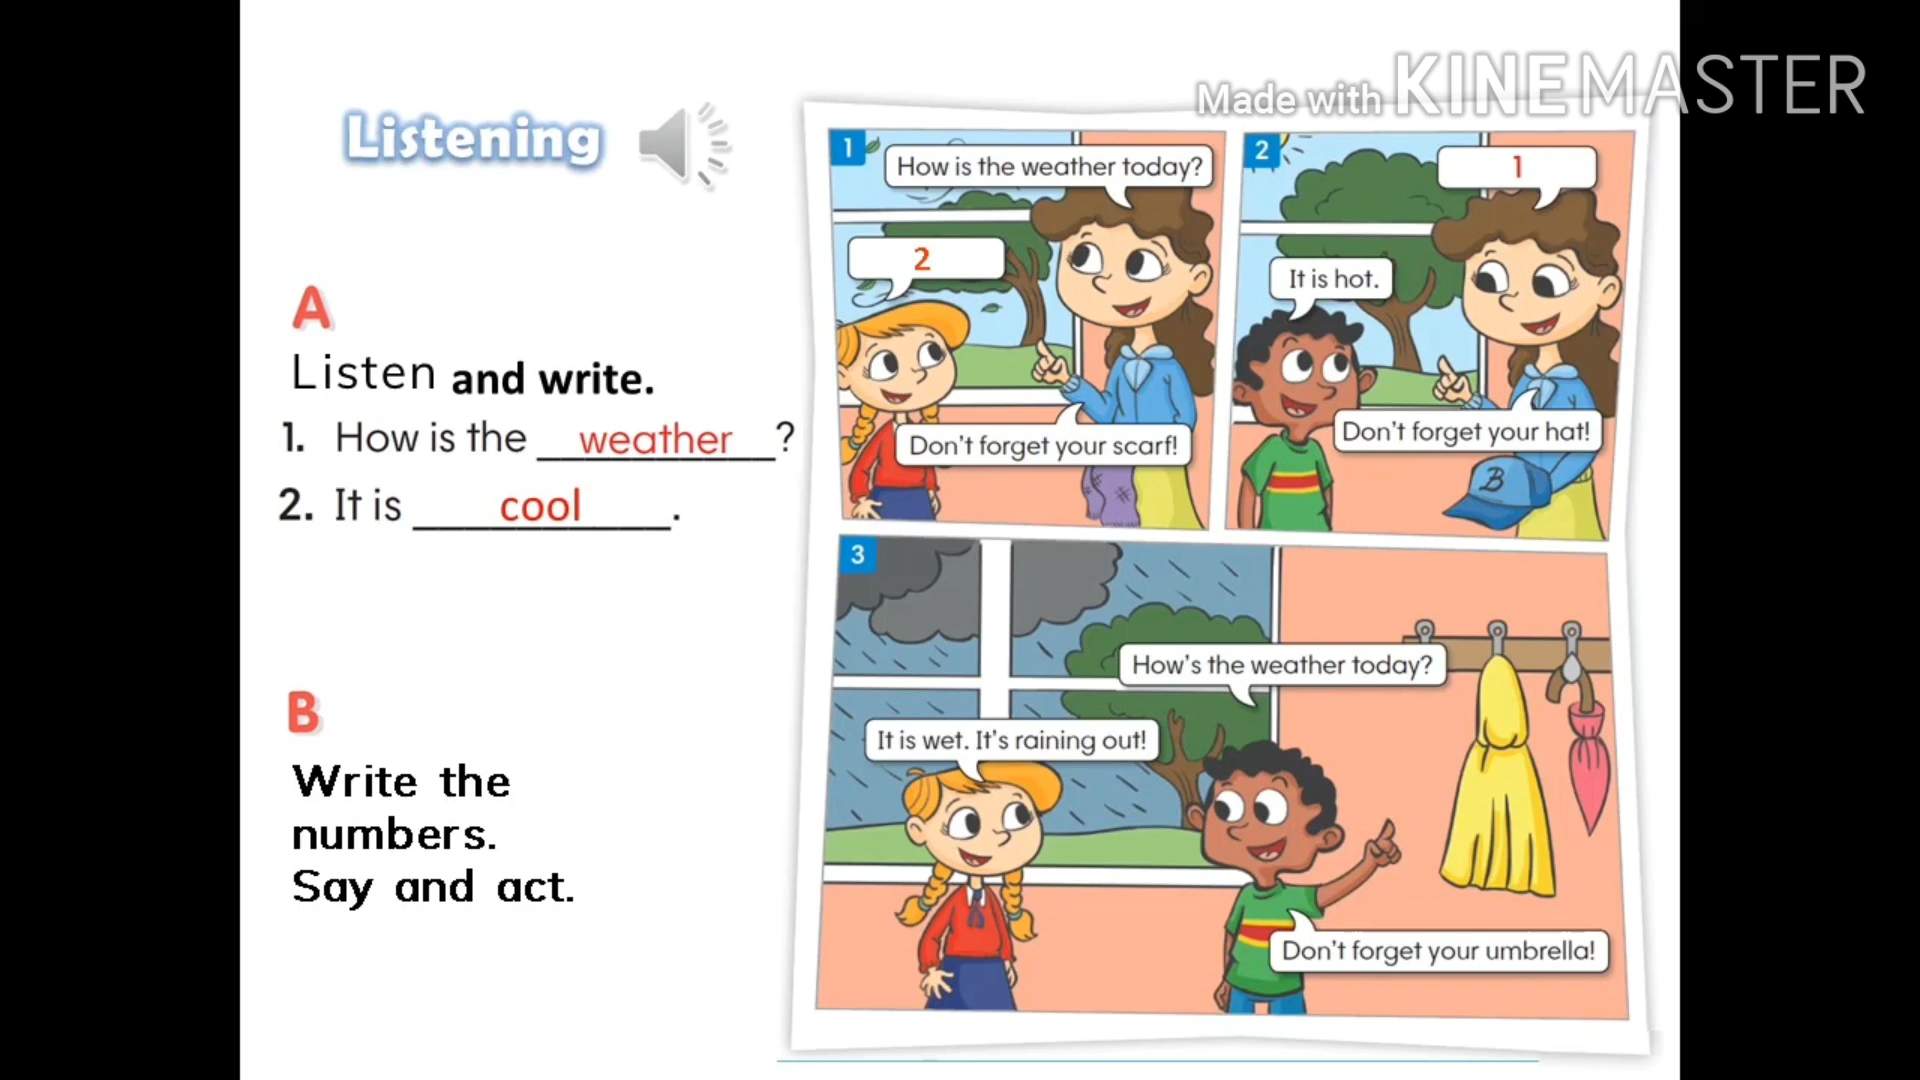 Made with KINEMASTER
Listening
A
Listen and write.
1. How is the weather?
2. It is cool.
B
Write the
numbers.
Say and act.
1
How is the weather today?
2
Don't forget your scarf!
2
1
It is hot.
Don't forget your hat!
B
3
How's the weather today?
It is wet. It's raining out!
Don't forget your umbrella!